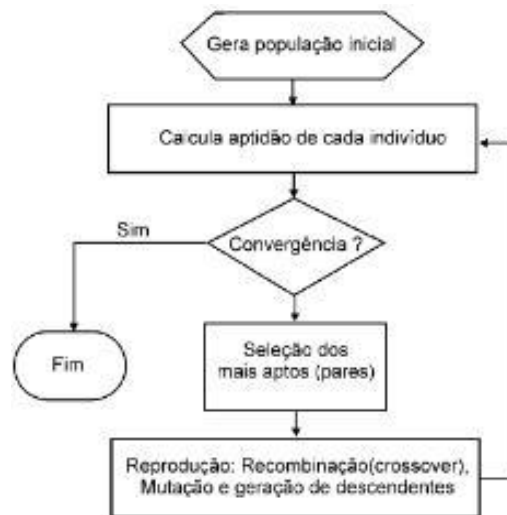 Gera população inicial
Calcula aptidão de cada indivíduo
Sim
Convergência ?
Fim
Seleção dos
mais aptos (pares)
Reprodução: Recombinação(crossover),
Mutação e geração de descendentes